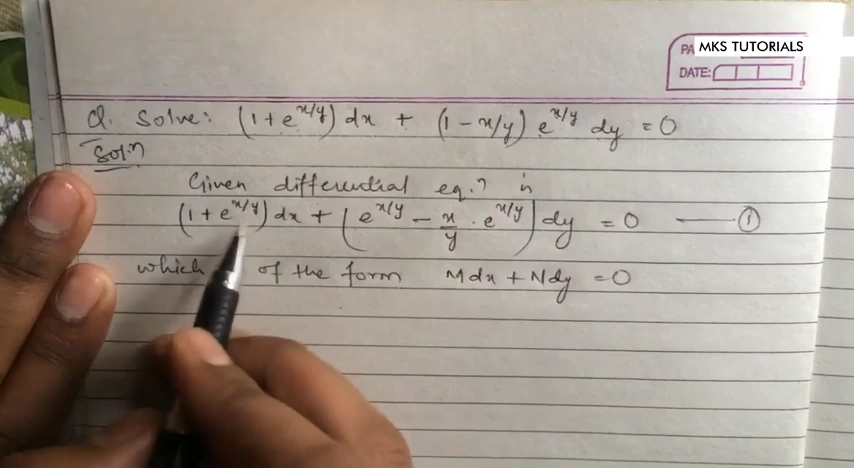 PA
MKS TUTORIALS
DATE:
Q. Solve: (1 + e^x/y) dx + (1 - x/y) e^x/y dy = 0
Sol:n
Given differential eq.n is
(1 + e^x/y) dx + (e^x/y - x/y · e^x/y) dy = 0 —— ①
which of the form Mdx + Ndy = 0